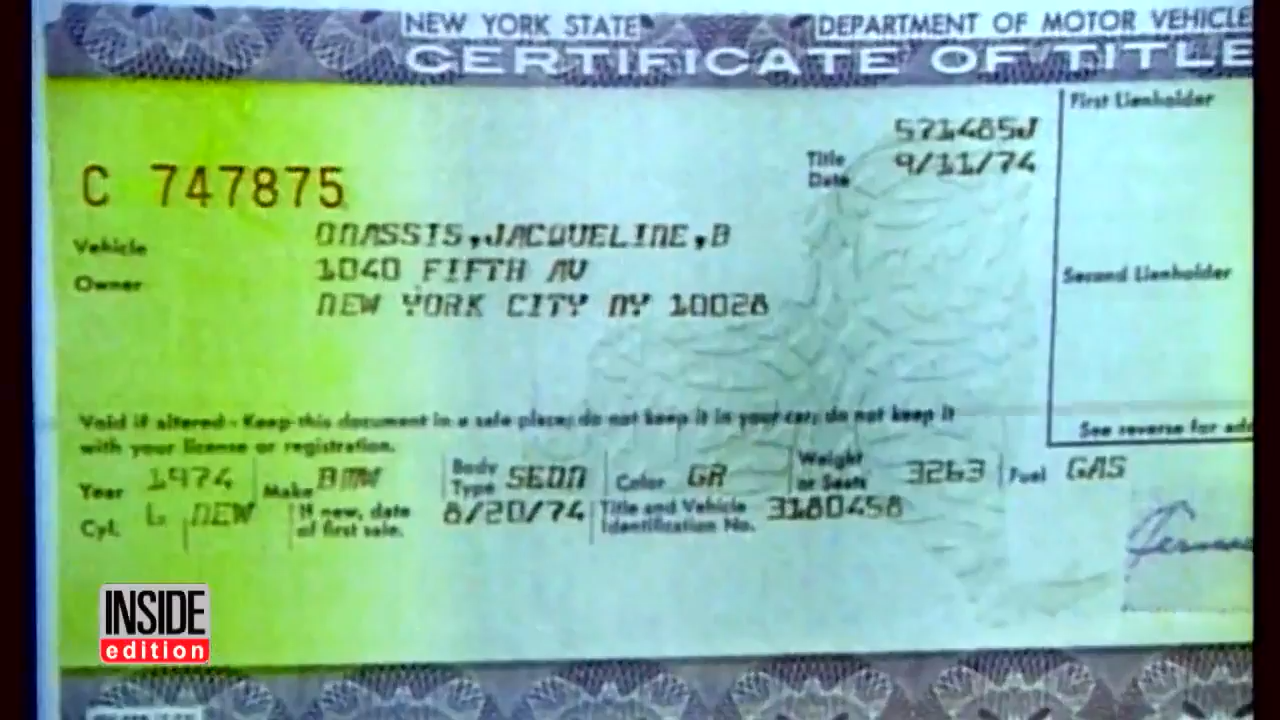 NEW YORK STATE DEPARTMENT OF MOTOR VEHICLE
CERTIFICATE OF TITLE
First Lienholder
571485J
Title Date 9/11/74
C 747875
Vehicle Owner
ONASSIS,JACQUELINE,B
1040 FIFTH AV
NEW YORK CITY NY 10028
Second Lienholder
Void if altered - Keep this document in a safe place; do not keep it in your car; do not keep it
with your license or registration.
See reverse for
Year 1974 Make BMW Body Type SEDN Color GR Weight or Seats 3263 Fuel GAS
Cyl. 6 NEW If new, date of first sale. 8/20/74 Title and Vehicle Identification No. 3180458
INSIDE
edition